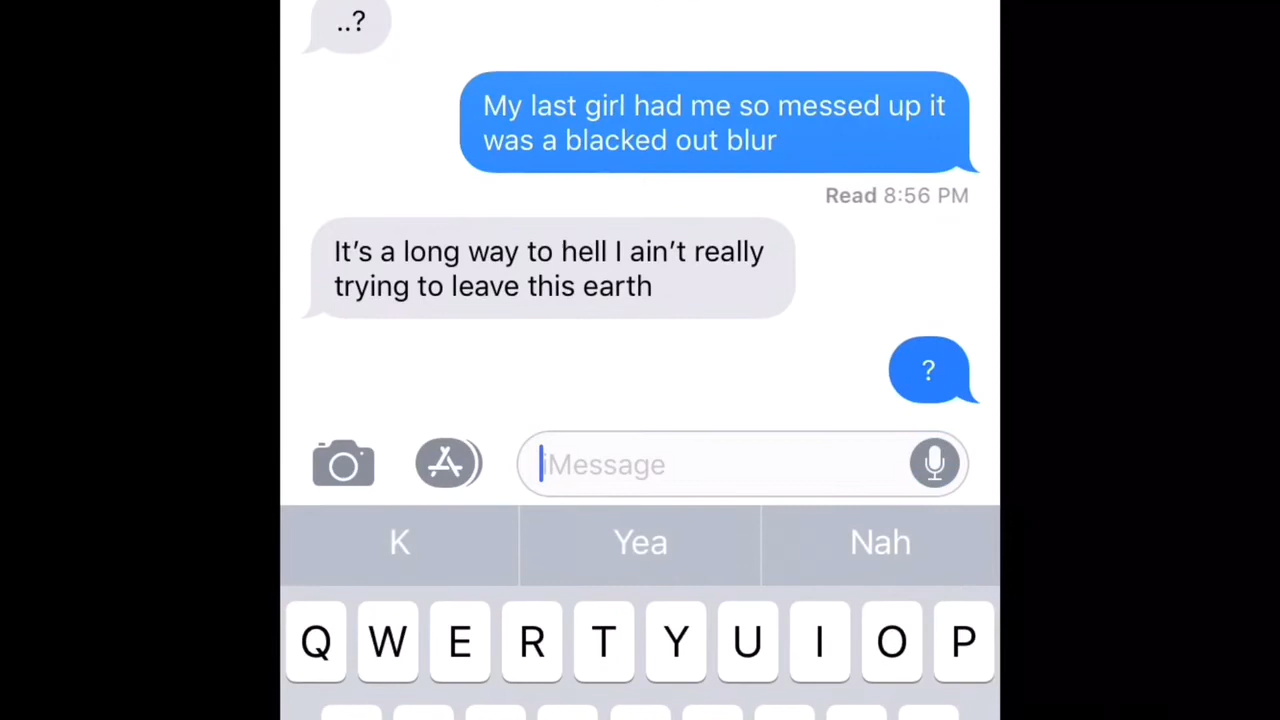 ..?
My last girl had me so messed up it
was a blacked out blur
Read 8:56 PM
It’s a long way to hell I ain’t really
trying to leave this earth
?
iMessage
K Yea Nah
Q W E R T Y U I O P